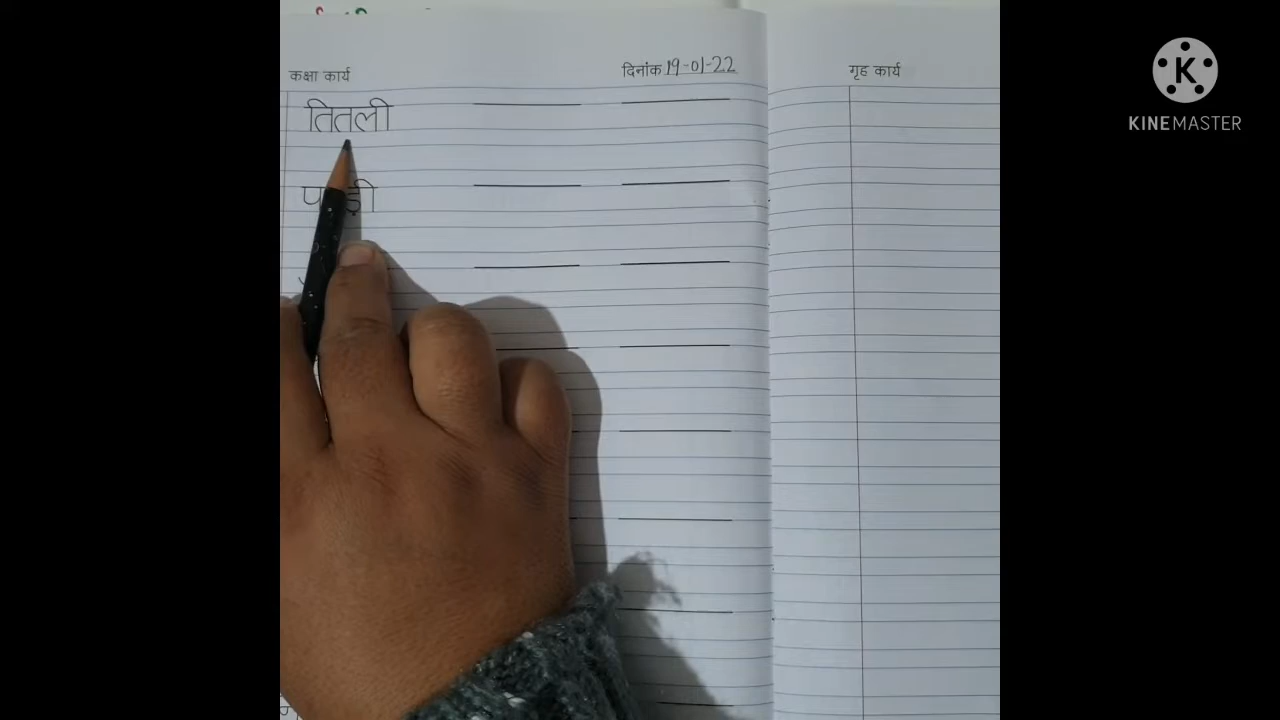 कक्षा कार्य
दिनांक 19-01-22
गृह कार्य
तितली
KINEMASTER